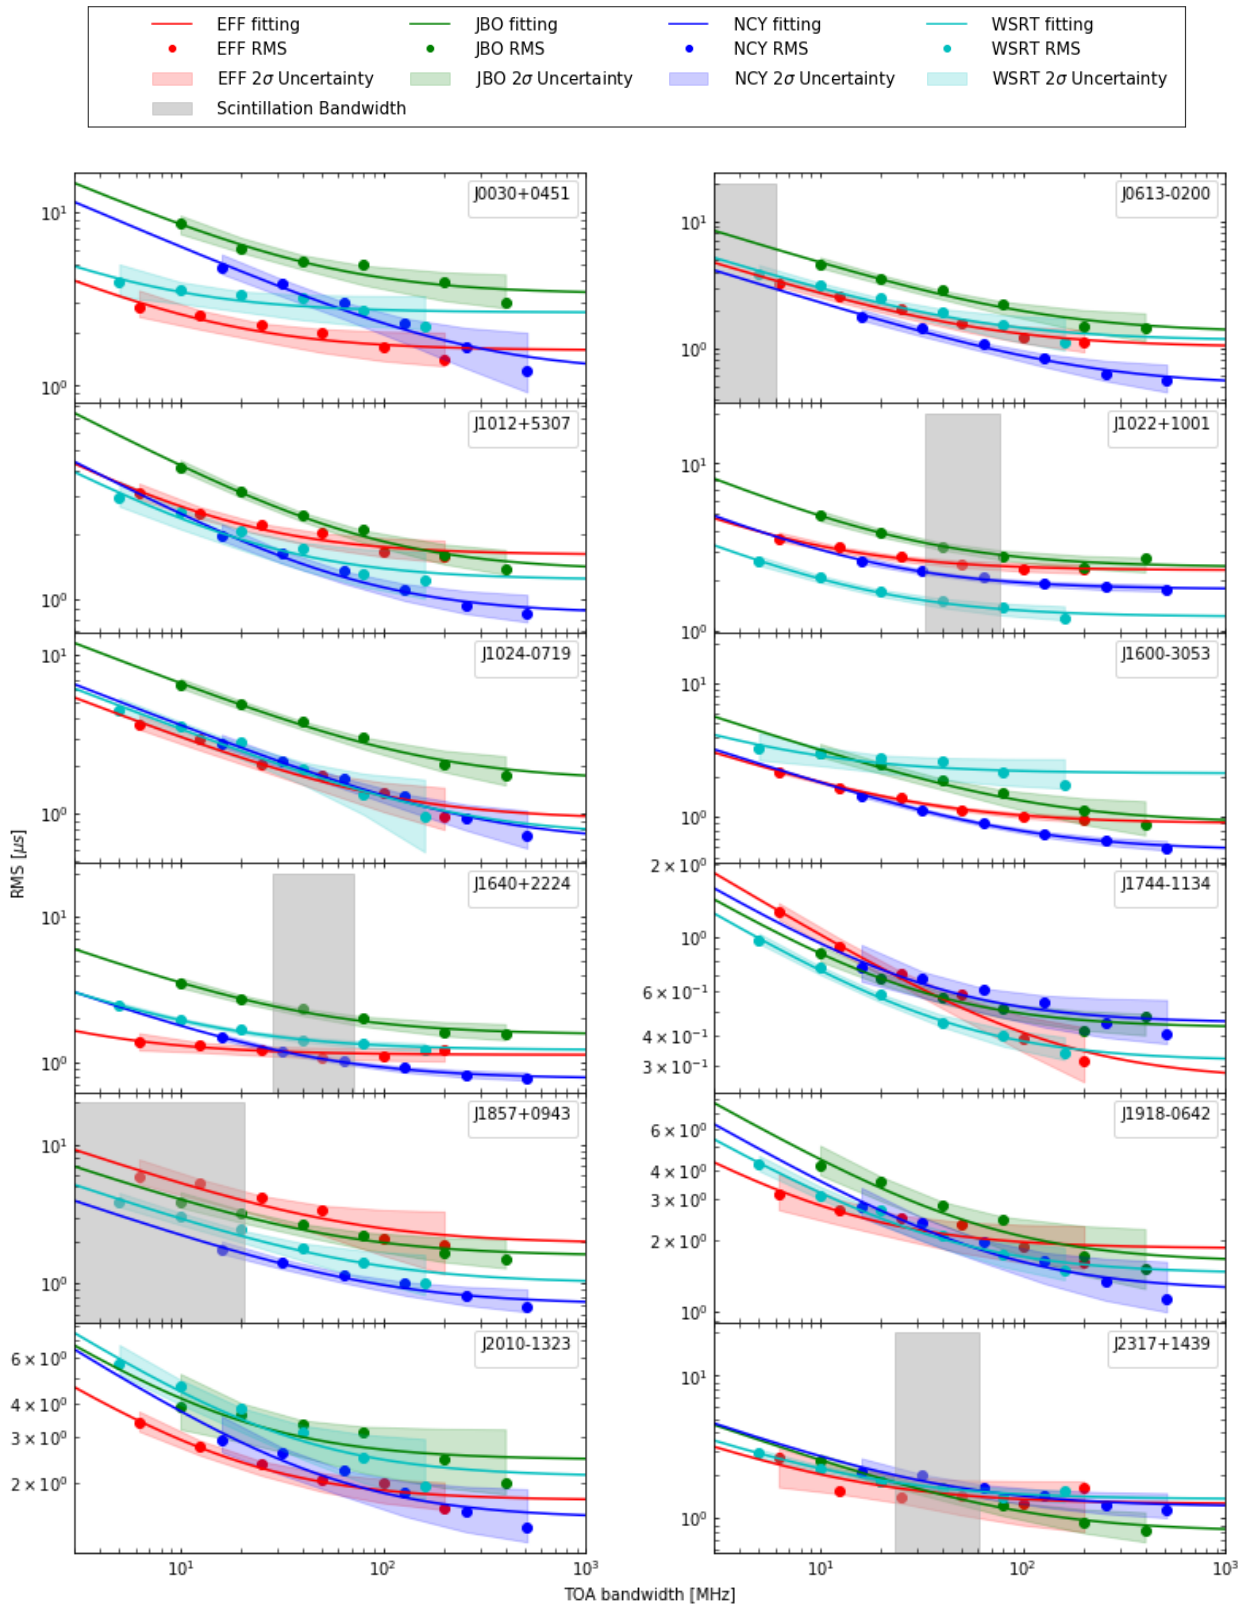 EFF fitting JBO fitting NCY fitting WSRT fitting
EFF RMS JBO RMS NCY RMS WSRT RMS
EFF 2σ Uncertainty JBO 2σ Uncertainty NCY 2σ Uncertainty WSRT 2σ Uncertainty
Scintillation Bandwidth
J0030+0451 J0613-0200
10¹ 10¹
10⁰ 10⁰
J1012+5307 J1022+1001
10¹
10⁰ 10⁰
J1024-0719 J1600-3053
10¹ 10¹
10⁰ 10⁰
RMS [μs]
2 × 10⁰
J1640+2224 J1744-1134
10¹ 10⁰
6 × 10⁻¹
4 × 10⁻¹
10⁰ 3 × 10⁻¹
J1857+0943 J1918-0642
10¹ 6 × 10⁰
4 × 10⁰
3 × 10⁰
2 × 10⁰
10⁰ 10⁰
J2010-1323 J2317+1439
6 × 10⁰ 10¹
4 × 10⁰
3 × 10⁰
2 × 10⁰ 10⁰
10¹ 10² 10³ 10¹ 10² 10³
TOA bandwidth [MHz]